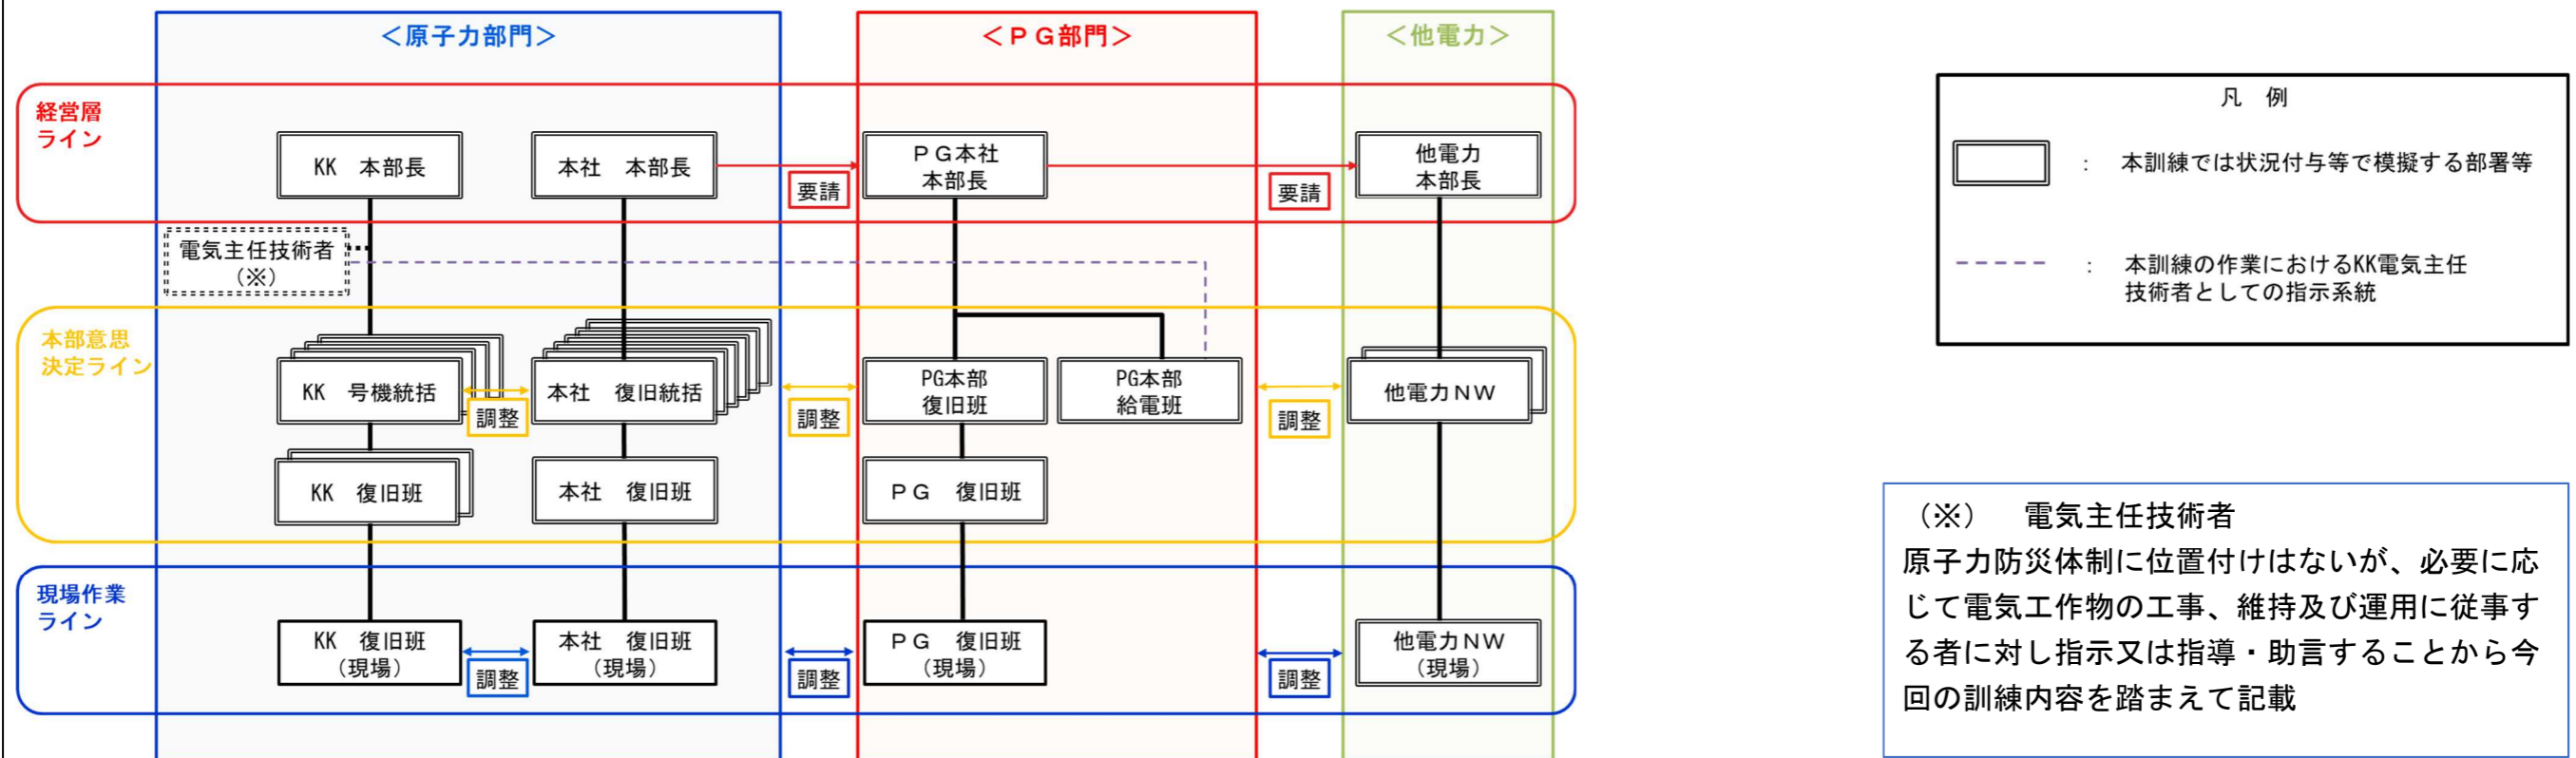 ＜原子力部門＞
＜ＰＧ部門＞
＜他電力＞
経営層
ライン
KK 本部長
本社 本部長
要請
ＰＧ本社
本部長
要請
他電力
本部長
電気主任技術者
（※）
本部意思
決定ライン
KK 号機統括
調整
本社 復旧統括
調整
PG本部
復旧班
PG本部
給電班
調整
他電力ＮＷ
KK 復旧班
本社 復旧班
ＰＧ 復旧班
現場作業
ライン
KK 復旧班
（現場）
調整
本社 復旧班
（現場）
調整
ＰＧ 復旧班
（現場）
調整
他電力ＮＷ
（現場）
凡 例
： 本訓練では状況付与等で模擬する部署等
： 本訓練の作業におけるKK電気主任
技術者としての指示系統
（※） 電気主任技術者
原子力防災体制に位置付けはないが、必要に応
じて電気工作物の工事、維持及び運用に従事す
る者に対し指示又は指導・助言することから今
回の訓練内容を踏まえて記載